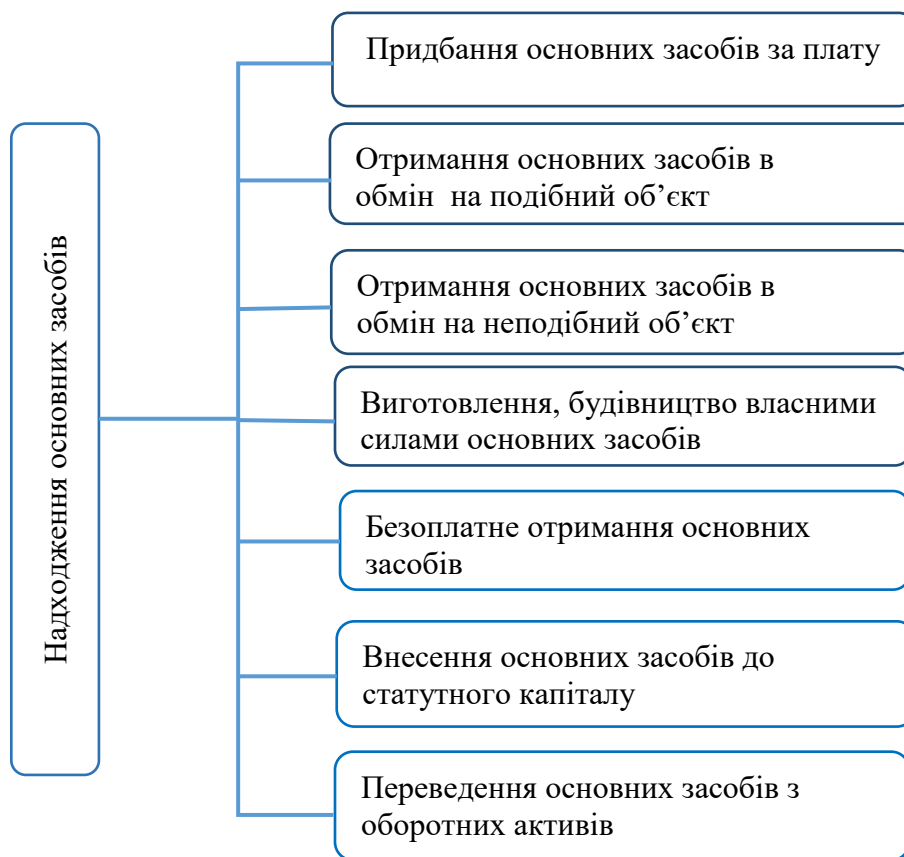 Надходження основних засобів
Придбання основних засобів за плату
Отримання основних засобів в
обмін на подібний об’єкт
Отримання основних засобів в
обмін на неподібний об’єкт
Виготовлення, будівництво власними
силами основних засобів
Безоплатне отримання основних
засобів
Внесення основних засобів до
статутного капіталу
Переведення основних засобів з
оборотних активів